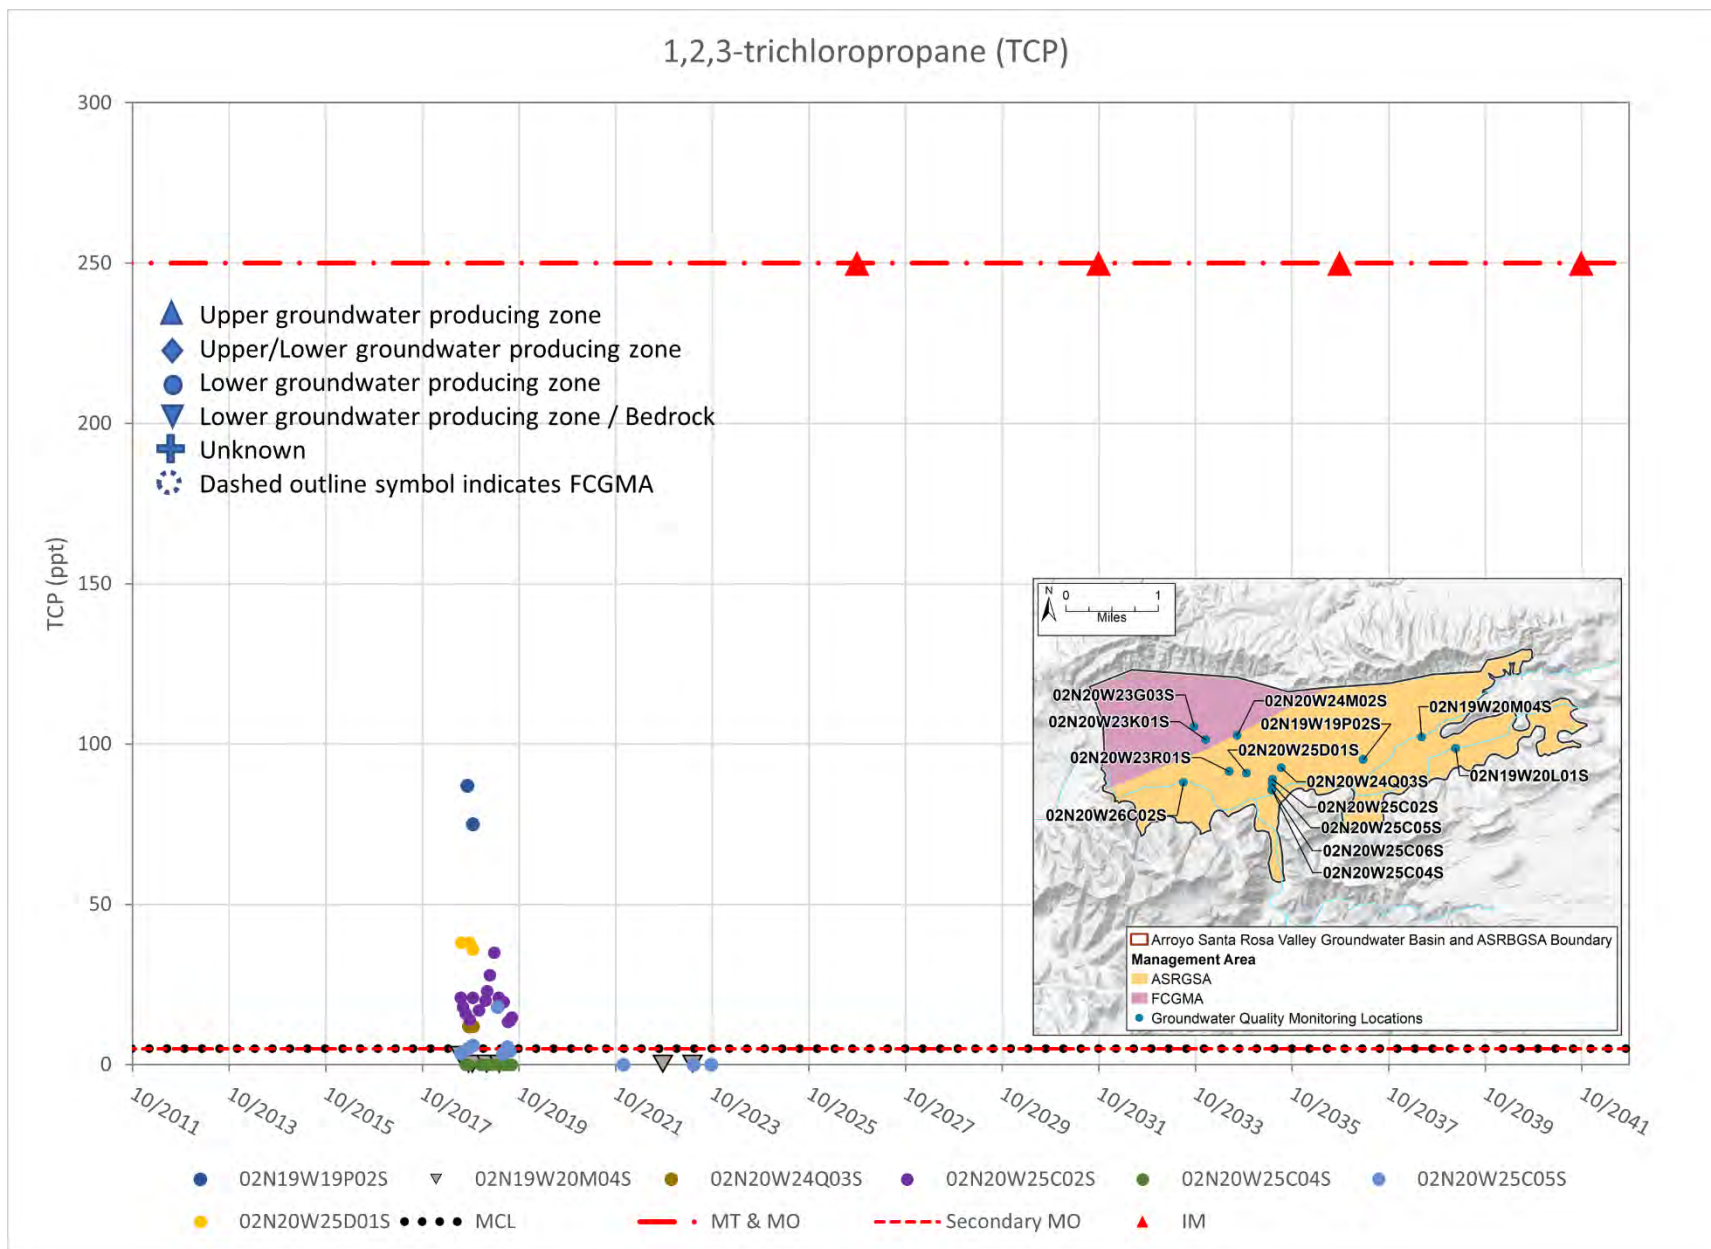 1,2,3-trichloropropane (TCP)
300
250
200
150
100
50
0
TCP (ppt)
Upper groundwater producing zone
Upper/Lower groundwater producing zone
Lower groundwater producing zone
Lower groundwater producing zone / Bedrock
Unknown
Dashed outline symbol indicates FCGMA
N
0 1
Miles
02N20W23G03S
02N20W24M02S
02N19W20M04S
02N20W23K01S
02N19W19P02S
02N20W25D01S
02N20W23R01S
02N19W20L01S
02N20W24Q03S
02N20W25C02S
02N20W26C02S
02N20W25C05S
02N20W25C06S
02N20W25C04S
Arroyo Santa Rosa Valley Groundwater Basin and ASRBGSA Boundary
Management Area
ASRGSA
FCGMA
Groundwater Quality Monitoring Locations
10/2011
10/2013
10/2015
10/2017
10/2019
10/2021
10/2023
10/2025
10/2027
10/2029
10/2031
10/2033
10/2035
10/2037
10/2039
10/2041
02N19W19P02S 02N19W20M04S 02N20W24Q03S 02N20W25C02S 02N20W25C04S 02N20W25C05S
02N20W25D01S MCL MT & MO Secondary MO IM